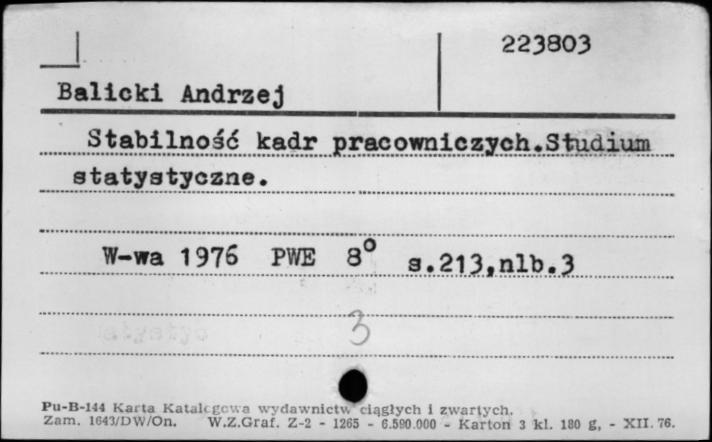 223803
Balicki Andrzej
Stabilność kadr pracowniczych.Studium
statystyczne.
W-wa 1976 PWE 8° s.213,nlb.3
3
Pu-B-144 Karta Katalogowa wydawnictw ciągłych i zwartych.
Zam. 1643/DW/On. W.Z.Graf. Z-2 - 1265 - 6.590.000 - Karton 3 kl. 180 g, - XII. 76.